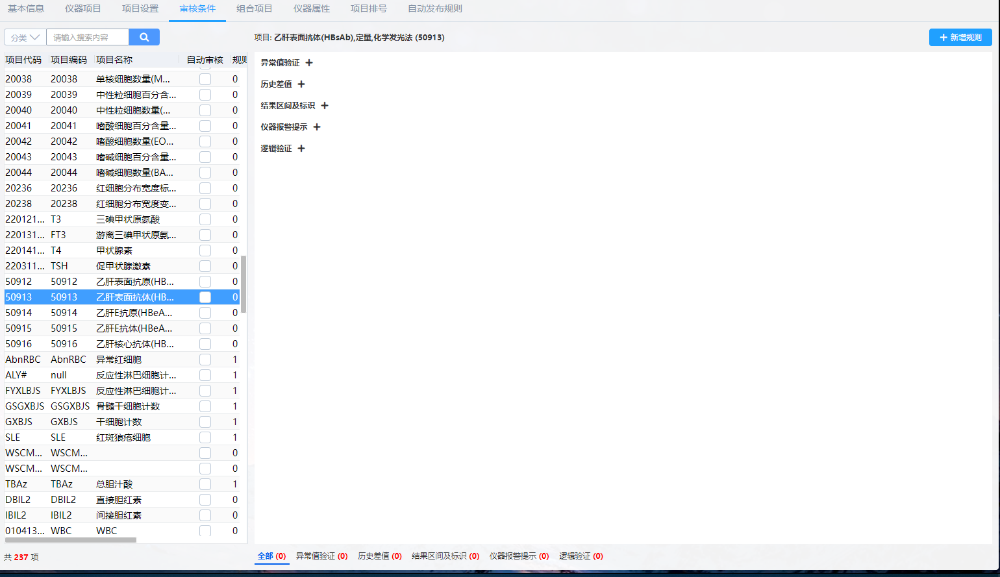 基本信息 仪器项目 项目设置 审核条件 组合项目 仪器属性 项目排号 自动发布规则
分类 请输入搜索内容 项目: 乙肝表面抗体(HBsAb),定量,化学发光法 (50913) 新增规则
项目代码 项目编码 项目名称 自动审核 规则
20038 20038 单核细胞数量(M... 0
20039 20039 中性粒细胞百分含... 0
20040 20040 中性粒细胞数量(... 0
20041 20041 嗜酸细胞百分含量... 0
20042 20042 嗜酸细胞数量(EO... 0
20043 20043 嗜碱细胞百分含量... 0
20044 20044 嗜碱细胞数量(BA... 0
20236 20236 红细胞分布宽度标... 0
20238 20238 红细胞分布宽度变... 0
220121... T3 三碘甲状原氨酸 0
220131... FT3 游离三碘甲状原氨... 0
220141... T4 甲状腺素 0
220311... TSH 促甲状腺激素 0
50912 50912 乙肝表面抗原(HB... 0
50913 50913 乙肝表面抗体(HB... 0
50914 50914 乙肝E抗原(HBeA... 0
50915 50915 乙肝E抗体(HBeA... 0
50916 50916 乙肝核心抗体(HB... 0
AbnRBC AbnRBC 异常红细胞 1
ALY# null 反应性淋巴细胞计... 1
FYXLBJS FYXLBJS 反应性淋巴细胞计... 1
GSGXBJS GSGXBJS 骨髓干细胞计数 1
GXBJS GXBJS 干细胞计数 1
SLE SLE 红斑狼疮细胞 1
WSCM... WSCM... 0
WSCM... WSCM... 0
TBAz TBAz 总胆汁酸 1
DBIL2 DBIL2 直接胆红素 0
IBIL2 IBIL2 间接胆红素 0
010413... WBC WBC 0
共 237 项
异常值验证
历史差值
结果区间及标识
仪器报警提示
逻辑验证
全部 (0) 异常值验证 (0) 历史差值 (0) 结果区间及标识 (0) 仪器报警提示 (0) 逻辑验证 (0)